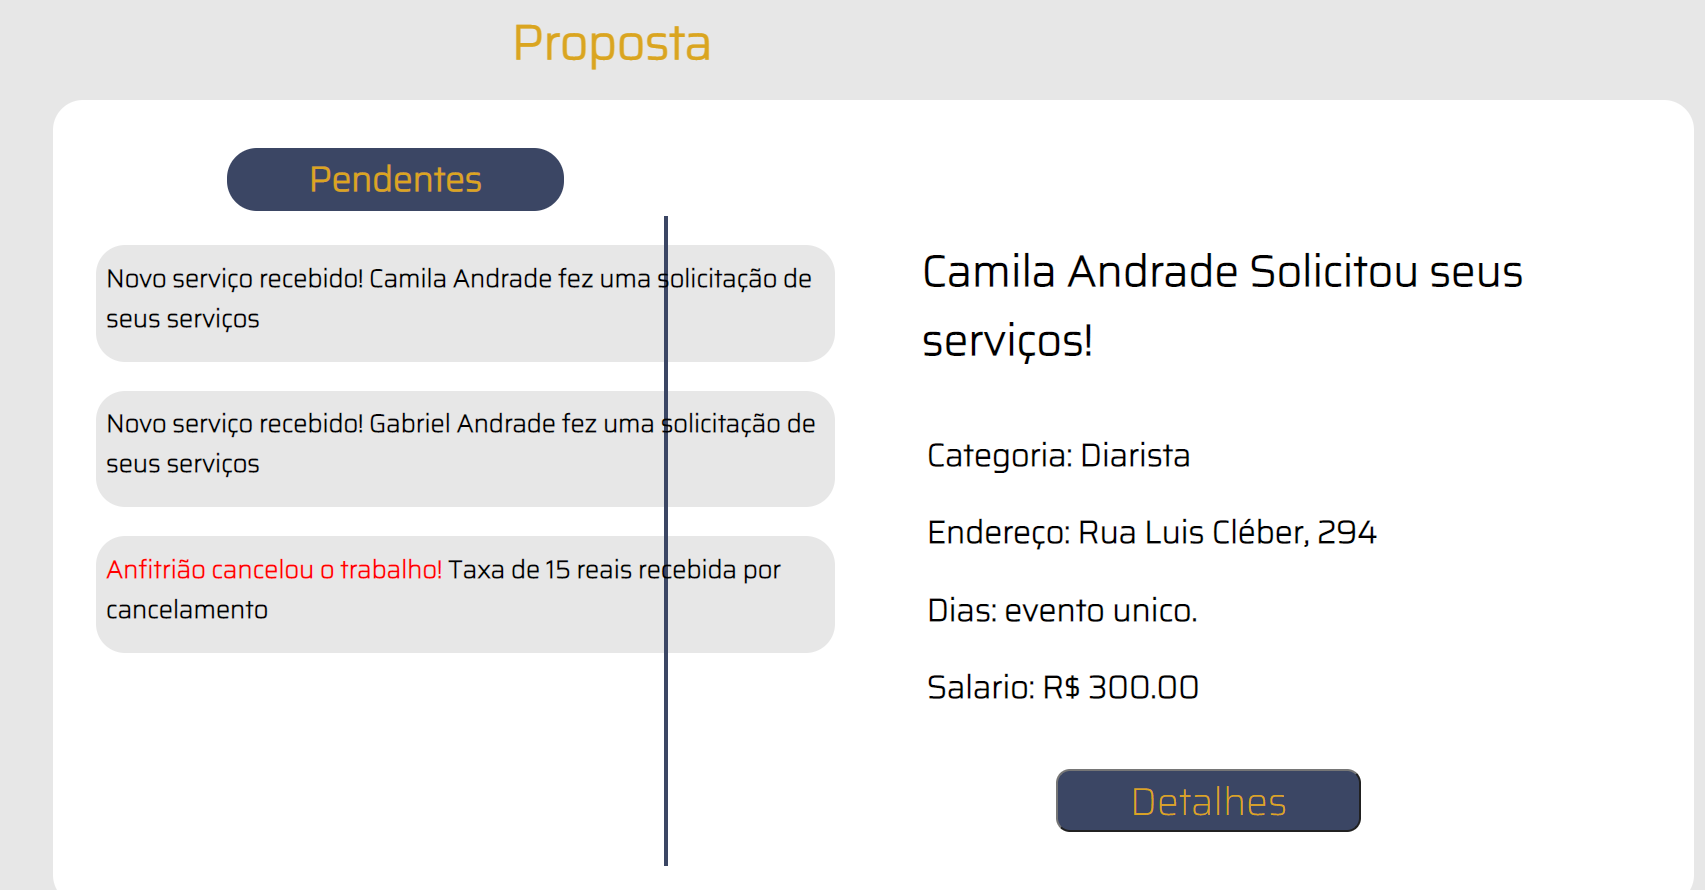 Proposta
Pendentes
Novo serviço recebido! Camila Andrade fez uma solicitação de
seus serviços
Novo serviço recebido! Gabriel Andrade fez uma solicitação de
seus serviços
Anfitrião cancelou o trabalho! Taxa de 15 reais recebida por
cancelamento
Camila Andrade Solicitou seus
serviços!
Categoria: Diarista
Endereço: Rua Luis Cléber, 294
Dias: evento unico.
Salario: R$ 300.00
Detalhes